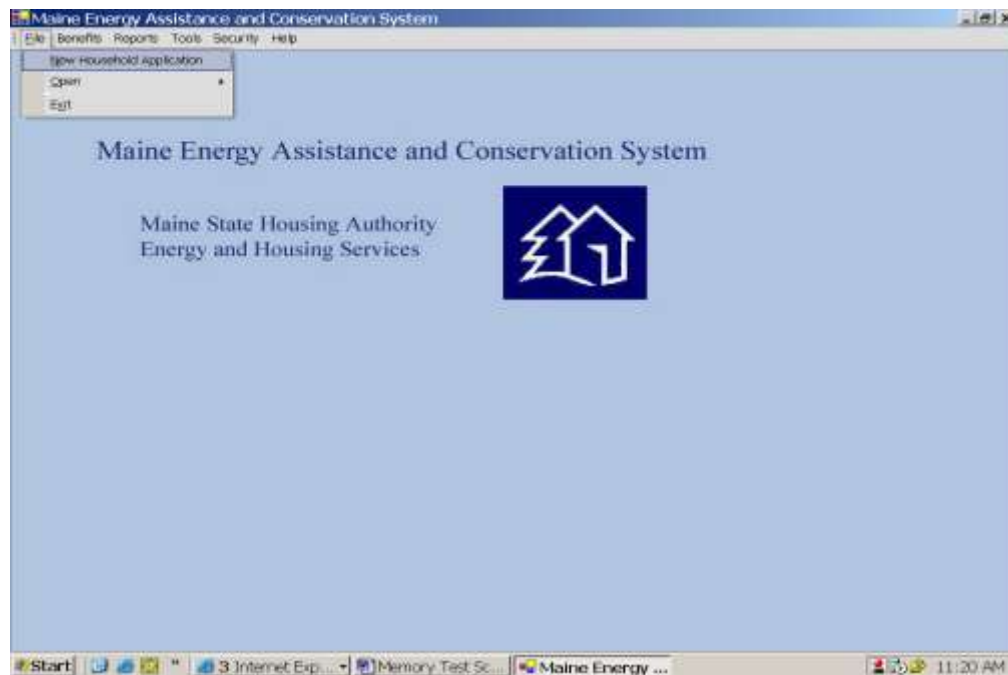 Maine Energy Assistance and Conservation System
File Benefits Reports Tools Security Help
New Household Application
Open
Exit
Maine Energy Assistance and Conservation System
Maine State Housing Authority
Energy and Housing Services
Start 3 Internet Exp... Memory Test Sc... Maine Energy ... 11:20 AM